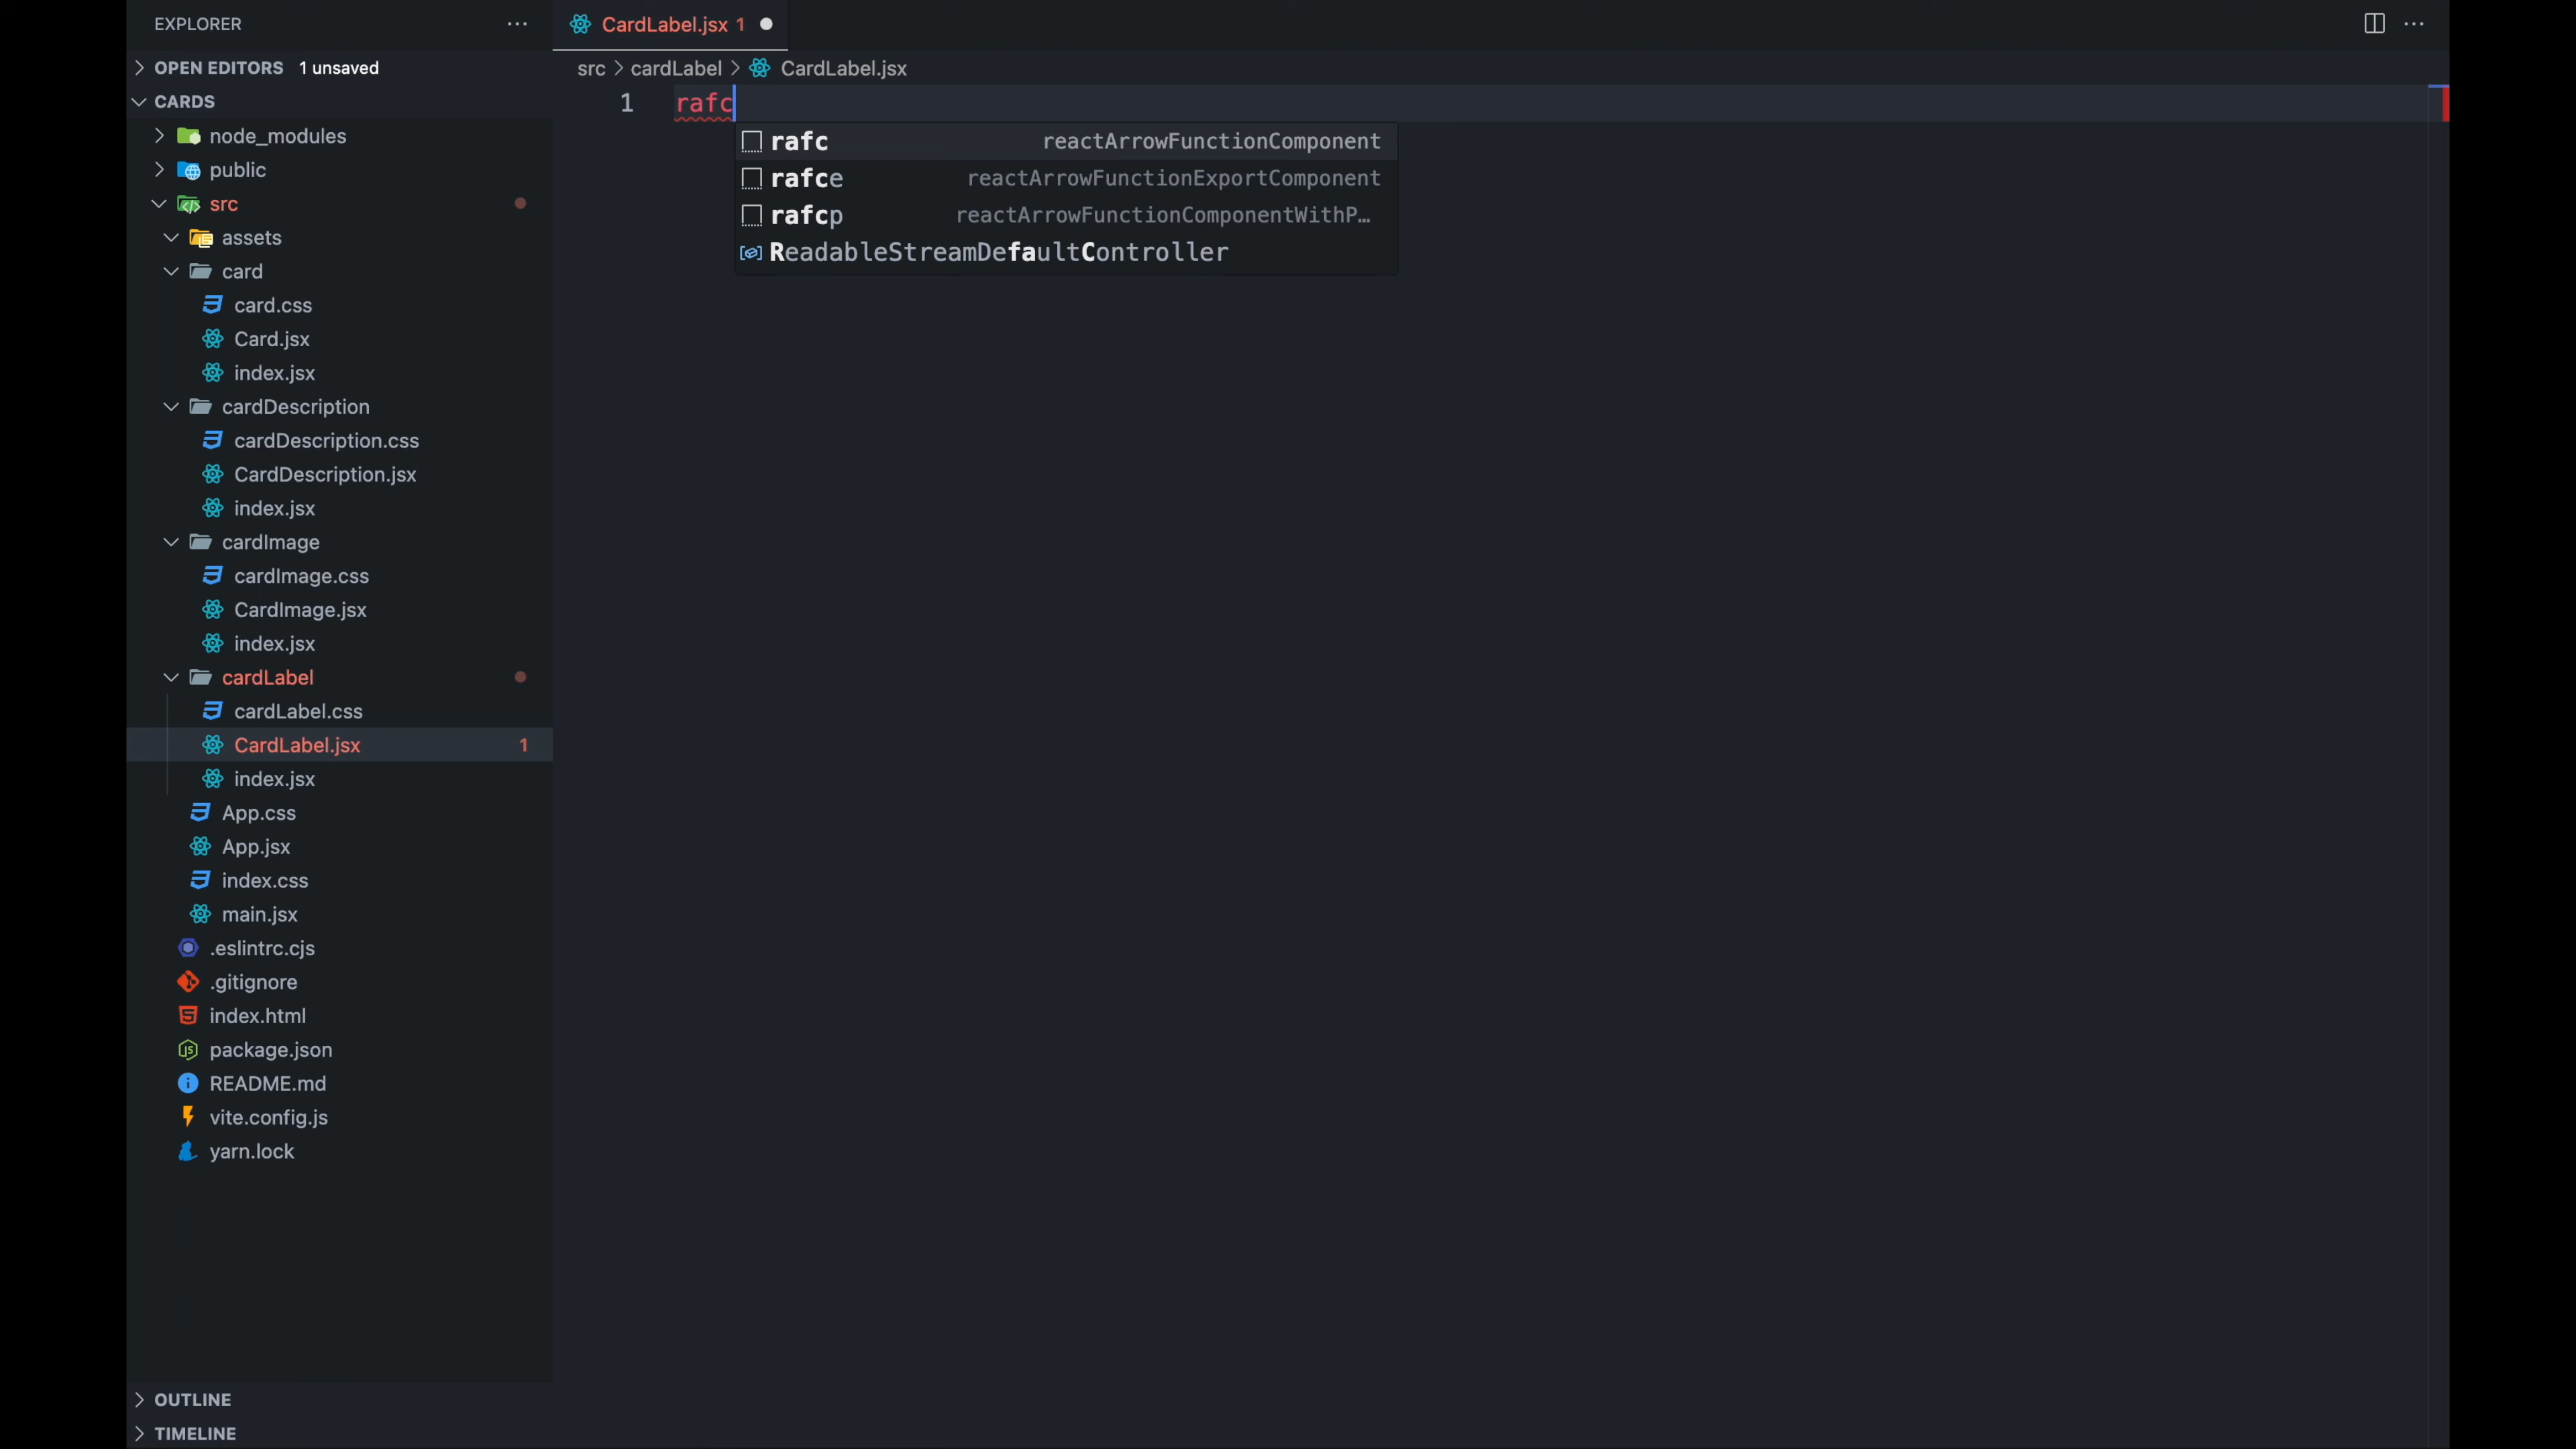 EXPLORER
OPEN EDITORS 1 unsaved
CARDS
node_modules
public
src
assets
card
card.css
Card.jsx
index.jsx
cardDescription
cardDescription.css
CardDescription.jsx
index.jsx
cardImage
cardImage.css
CardImage.jsx
index.jsx
cardLabel
cardLabel.css
CardLabel.jsx 1
index.jsx
App.css
App.jsx
index.css
main.jsx
.eslintrc.cjs
.gitignore
index.html
package.json
README.md
vite.config.js
yarn.lock
OUTLINE
TIMELINE
CardLabel.jsx 1
src > cardLabel > CardLabel.jsx
1 rafc
rafc reactArrowFunctionComponent
rafce reactArrowFunctionExportComponent
rafcp reactArrowFunctionComponentWithP…
ReadableStreamDefaultController